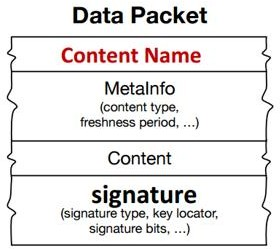 Data Packet
Content Name
MetaInfo
(content type,
freshness period, ...)
Content
signature
(signature type, key locator,
signature bits, ...)